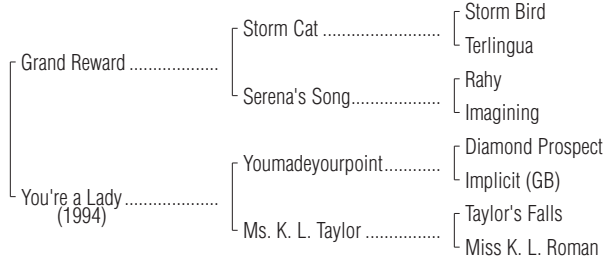 Storm Bird
Storm Cat ........................
Terlingua
Grand Reward ..................
Rahy
Serena's Song..................
Imagining
Diamond Prospect
Youmadeyourpoint............
Implicit (GB)
You're a Lady ...................
(1994)
Taylor's Falls
Ms. K. L. Taylor ...............
Miss K. L. Roman